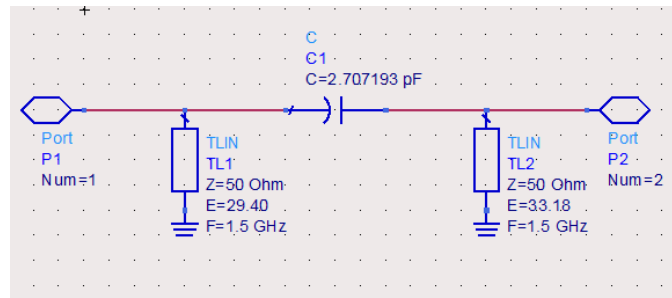 C
C1
C=2.707193 pF
Port
P1
Num=1
TLIN
TL1
Z=50 Ohm
E=29.40
F=1.5 GHz
TLIN
TL2
Z=50 Ohm
E=33.18
F=1.5 GHz
Port
P2
Num=2